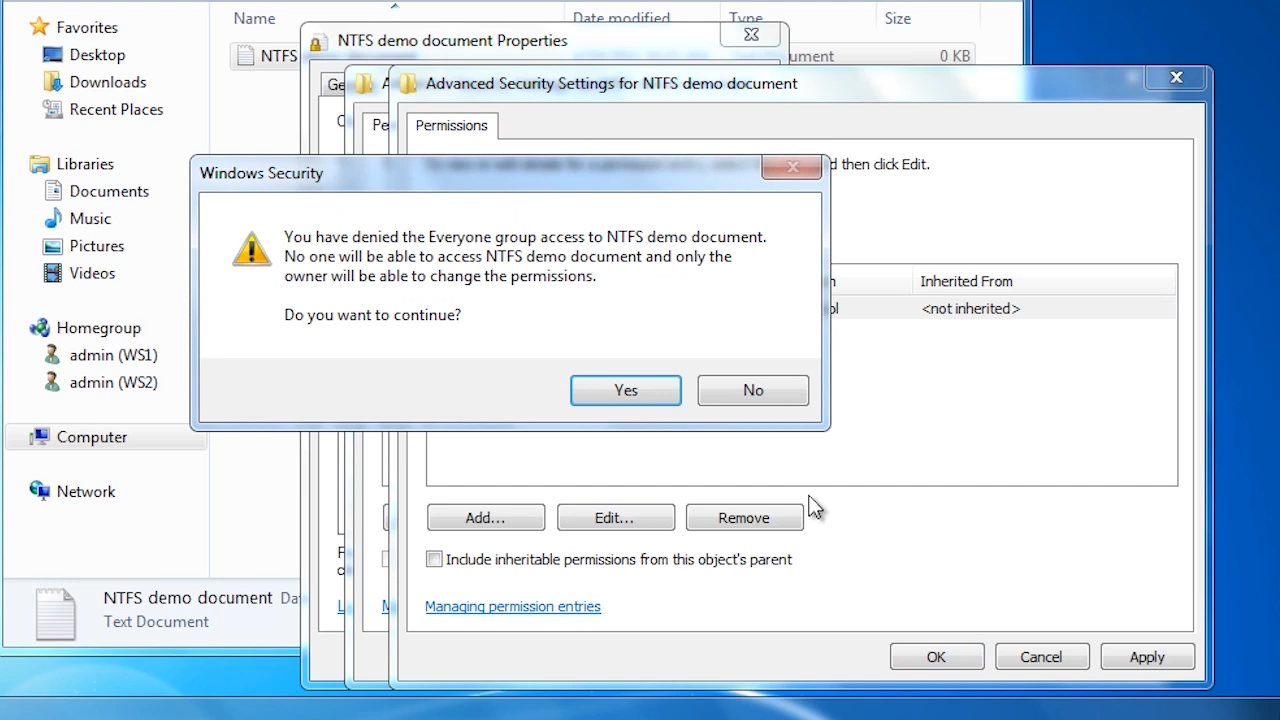 Favorites
Desktop
Downloads
Recent Places
Libraries
Documents
Music
Pictures
Videos
Homegroup
admin (WS1)
admin (WS2)
Computer
Network
Name
Date modified
Type
Size
NTFS
0 KB
NTFS demo document Properties
Ge
Advanced Security Settings for NTFS demo document
Pe
Permissions
d then click Edit.
Inherited From
<not inherited>
Windows Security
You have denied the Everyone group access to NTFS demo document.
No one will be able to access NTFS demo document and only the
owner will be able to change the permissions.
Do you want to continue?
Yes
No
Add...
Edit...
Remove
Include inheritable permissions from this object's parent
Managing permission entries
OK
Cancel
Apply
NTFS demo document
Da
Text Document